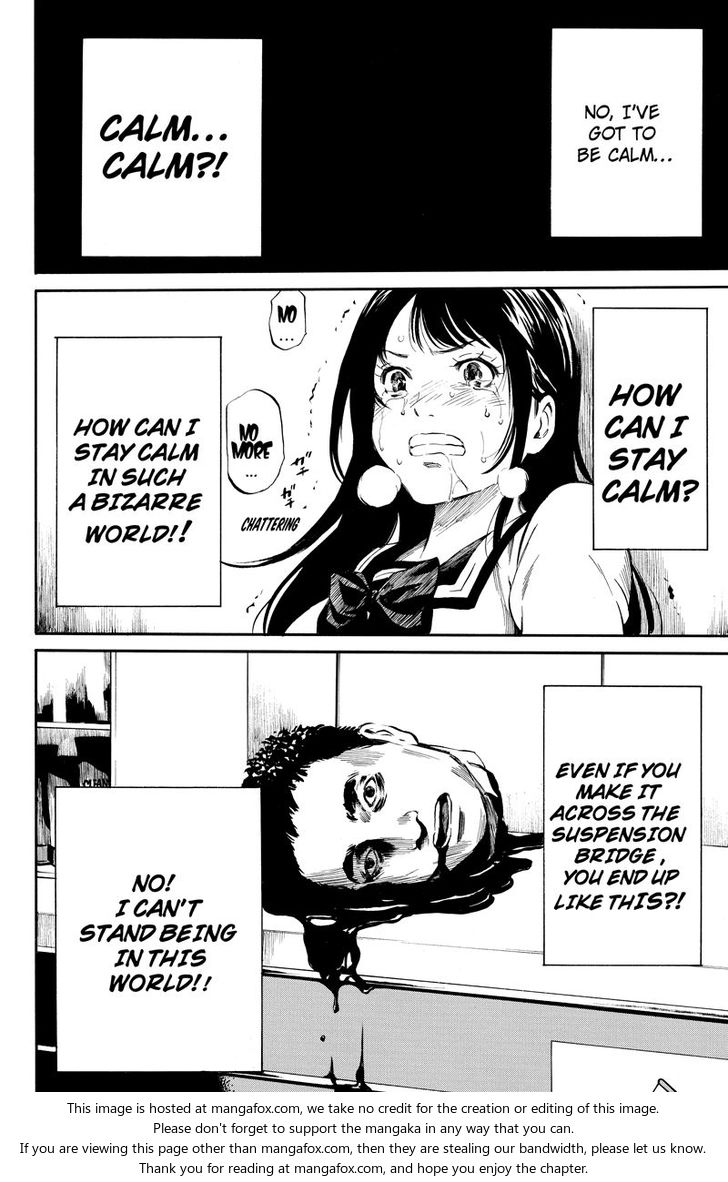 NO, I'VE
GOT TO
BE CALM...
CALM...
CALM?!
HOW
CAN I
STAY
CALM?
NO
...
NO
MORE
...
ガチ
ガチ
CHATTERING
HOW CAN I
STAY CALM
IN SUCH
A BIZARRE
WORLD!!
EVEN IF YOU
MAKE IT
ACROSS THE
SUSPENSION
BRIDGE,
YOU END UP
LIKE THIS?!
NO!
I CAN'T
STAND BEING
IN THIS
WORLD!!
This image is hosted at mangafox.com, we take no credit for the creation or editing of this image.
Please don't forget to support the mangaka in any way that you can.
If you are viewing this page other than mangafox.com, then they are stealing our bandwidth, please let us know.
Thank you for reading at mangafox.com, and hope you enjoy the chapter.